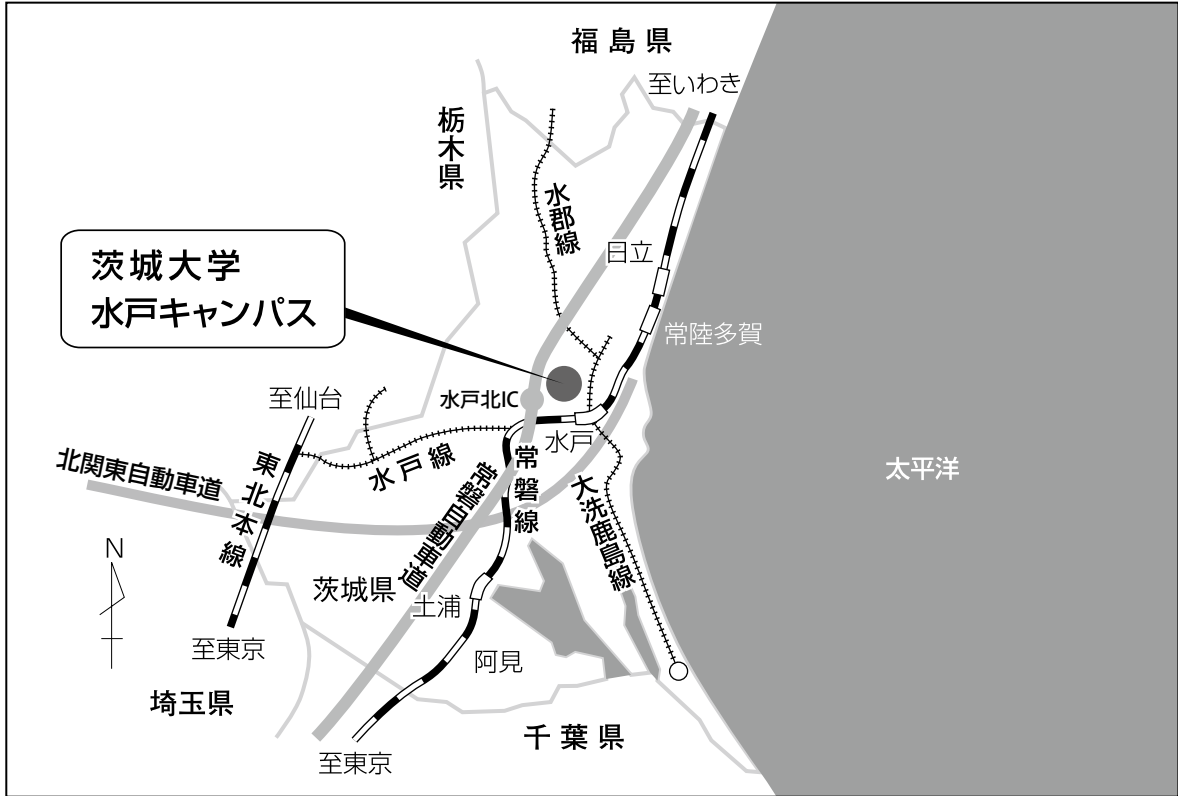 福島県
至いわき
栃木県
水郡線
日立
茨城大学
水戸キャンパス
常陸多賀
至仙台
水戸北IC
水戸
水戸線
北関東自動車道
東北本線
常磐線
常磐自動車道
大洗鹿島線
太平洋
N
茨城県
土浦
至東京
阿見
埼玉県
千葉県
至東京